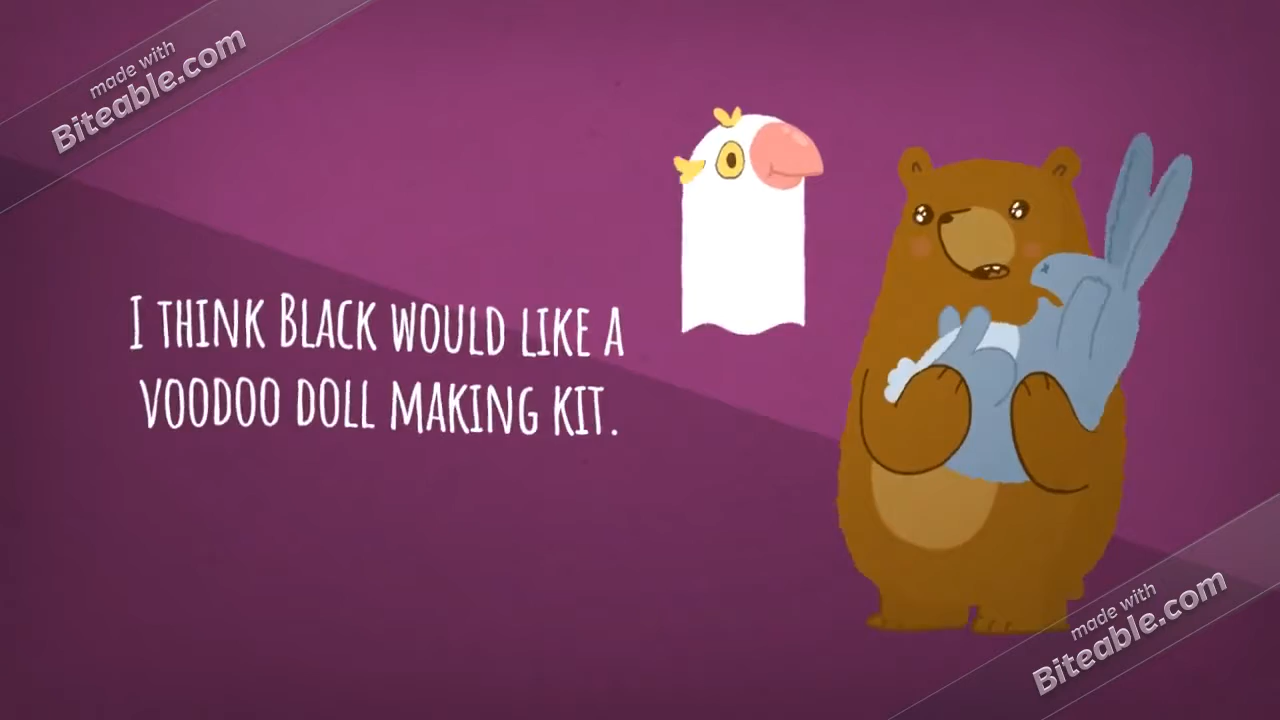 made with
Biteable.com
I THINK BLACK WOULD LIKE A
VOODOO DOLL MAKING KIT.
made with
Biteable.com